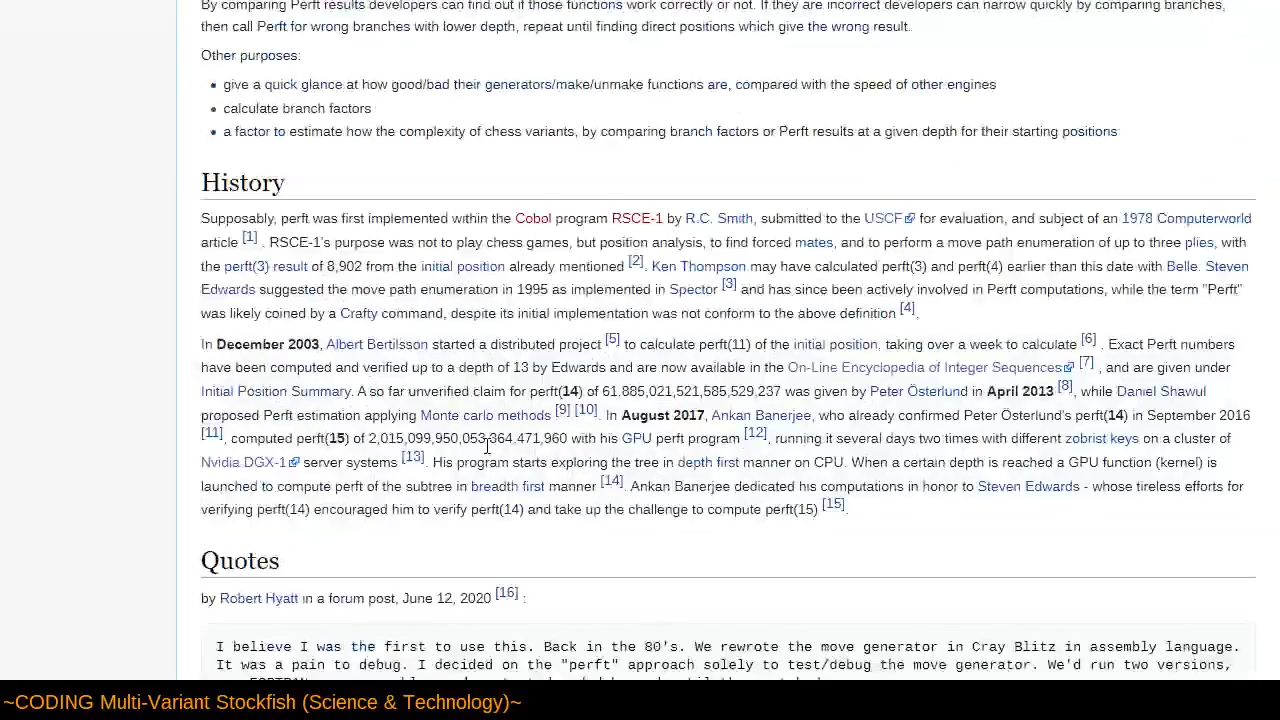 By comparing Perft results developers can find out if those functions work correctly or not. If they are incorrect developers can narrow quickly by comparing branches,
then call Perft for wrong branches with lower depth, repeat until finding direct positions which give the wrong result.
Other purposes:
give a quick glance at how good/bad their generators/make/unmake functions are, compared with the speed of other engines
calculate branch factors
a factor to estimate how the complexity of chess variants, by comparing branch factors or Perft results at a given depth for their starting positions
History
Supposably, perft was first implemented within the Cobol program RSCE-1 by R.C. Smith, submitted to the USCF for evaluation, and subject of an 1978 Computerworld
article [1] . RSCE-1's purpose was not to play chess games, but position analysis, to find forced mates, and to perform a move path enumeration of up to three plies, with
the perft(3) result of 8,902 from the initial position already mentioned [2]. Ken Thompson may have calculated perft(3) and perft(4) earlier than this date with Belle. Steven
Edwards suggested the move path enumeration in 1995 as implemented in Spector [3] and has since been actively involved in Perft computations, while the term "Perft"
was likely coined by a Crafty command, despite its initial implementation was not conform to the above definition [4].
In December 2003, Albert Bertilsson started a distributed project [5] to calculate perft(11) of the initial position, taking over a week to calculate [6] . Exact Perft numbers
have been computed and verified up to a depth of 13 by Edwards and are now available in the On-Line Encyclopedia of Integer Sequences [7] , and are given under
Initial Position Summary. A so far unverified claim for perft(14) of 61,885,021,521,585,529,237 was given by Peter Österlund in April 2013 [8], while Daniel Shawul
proposed Perft estimation applying Monte carlo methods [9] [10]. In August 2017, Ankan Banerjee, who already confirmed Peter Österlund's perft(14) in September 2016
[11], computed perft(15) of 2,015,099,950,053,364,471,960 with his GPU perft program [12], running it several days two times with different zobrist keys on a cluster of
Nvidia DGX-1 server systems [13]. His program starts exploring the tree in depth first manner on CPU. When a certain depth is reached a GPU function (kernel) is
launched to compute perft of the subtree in breadth first manner [14]. Ankan Banerjee dedicated his computations in honor to Steven Edwards - whose tireless efforts for
verifying perft(14) encouraged him to verify perft(14) and take up the challenge to compute perft(15) [15].
Quotes
by Robert Hyatt in a forum post, June 12, 2020 [16] :
I believe I was the first to use this. Back in the 80's. We rewrote the move generator in Cray Blitz in assembly language.
It was a pain to debug. I decided on the "perft" approach solely to test/debug the move generator. We'd run two versions,
~CODING Multi-Variant Stockfish (Science & Technology)~